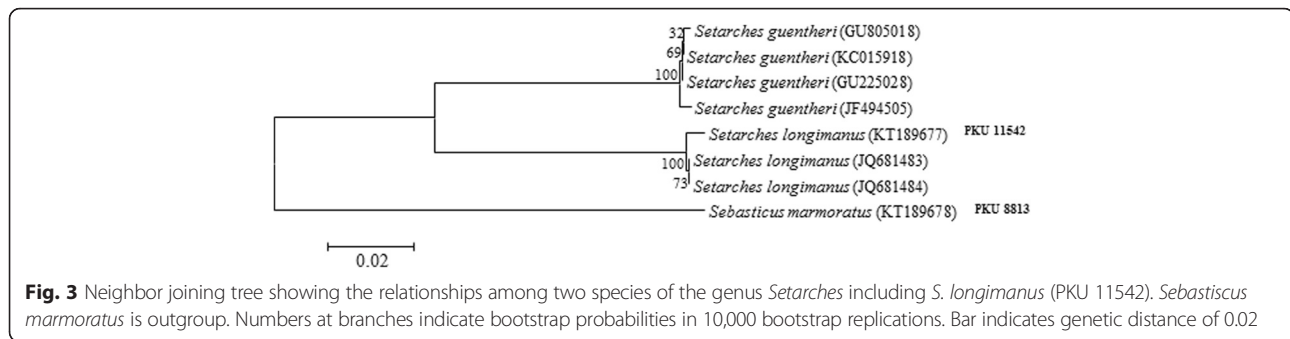 32 Setarches guentheri (GU805018)
69 Setarches guentheri (KC015918)
100 Setarches guentheri (GU225028)
Setarches guentheri (JF494505)
Setarches longimanus (KT189677) PKU 11542
100 Setarches longimanus (JQ681483)
73 Setarches longimanus (JQ681484)
Sebasticus marmoratus (KT189678) PKU 8813
0.02
Fig. 3 Neighbor joining tree showing the relationships among two species of the genus Setarches including S. longimanus (PKU 11542). Sebastiscus
marmoratus is outgroup. Numbers at branches indicate bootstrap probabilities in 10,000 bootstrap replications. Bar indicates genetic distance of 0.02